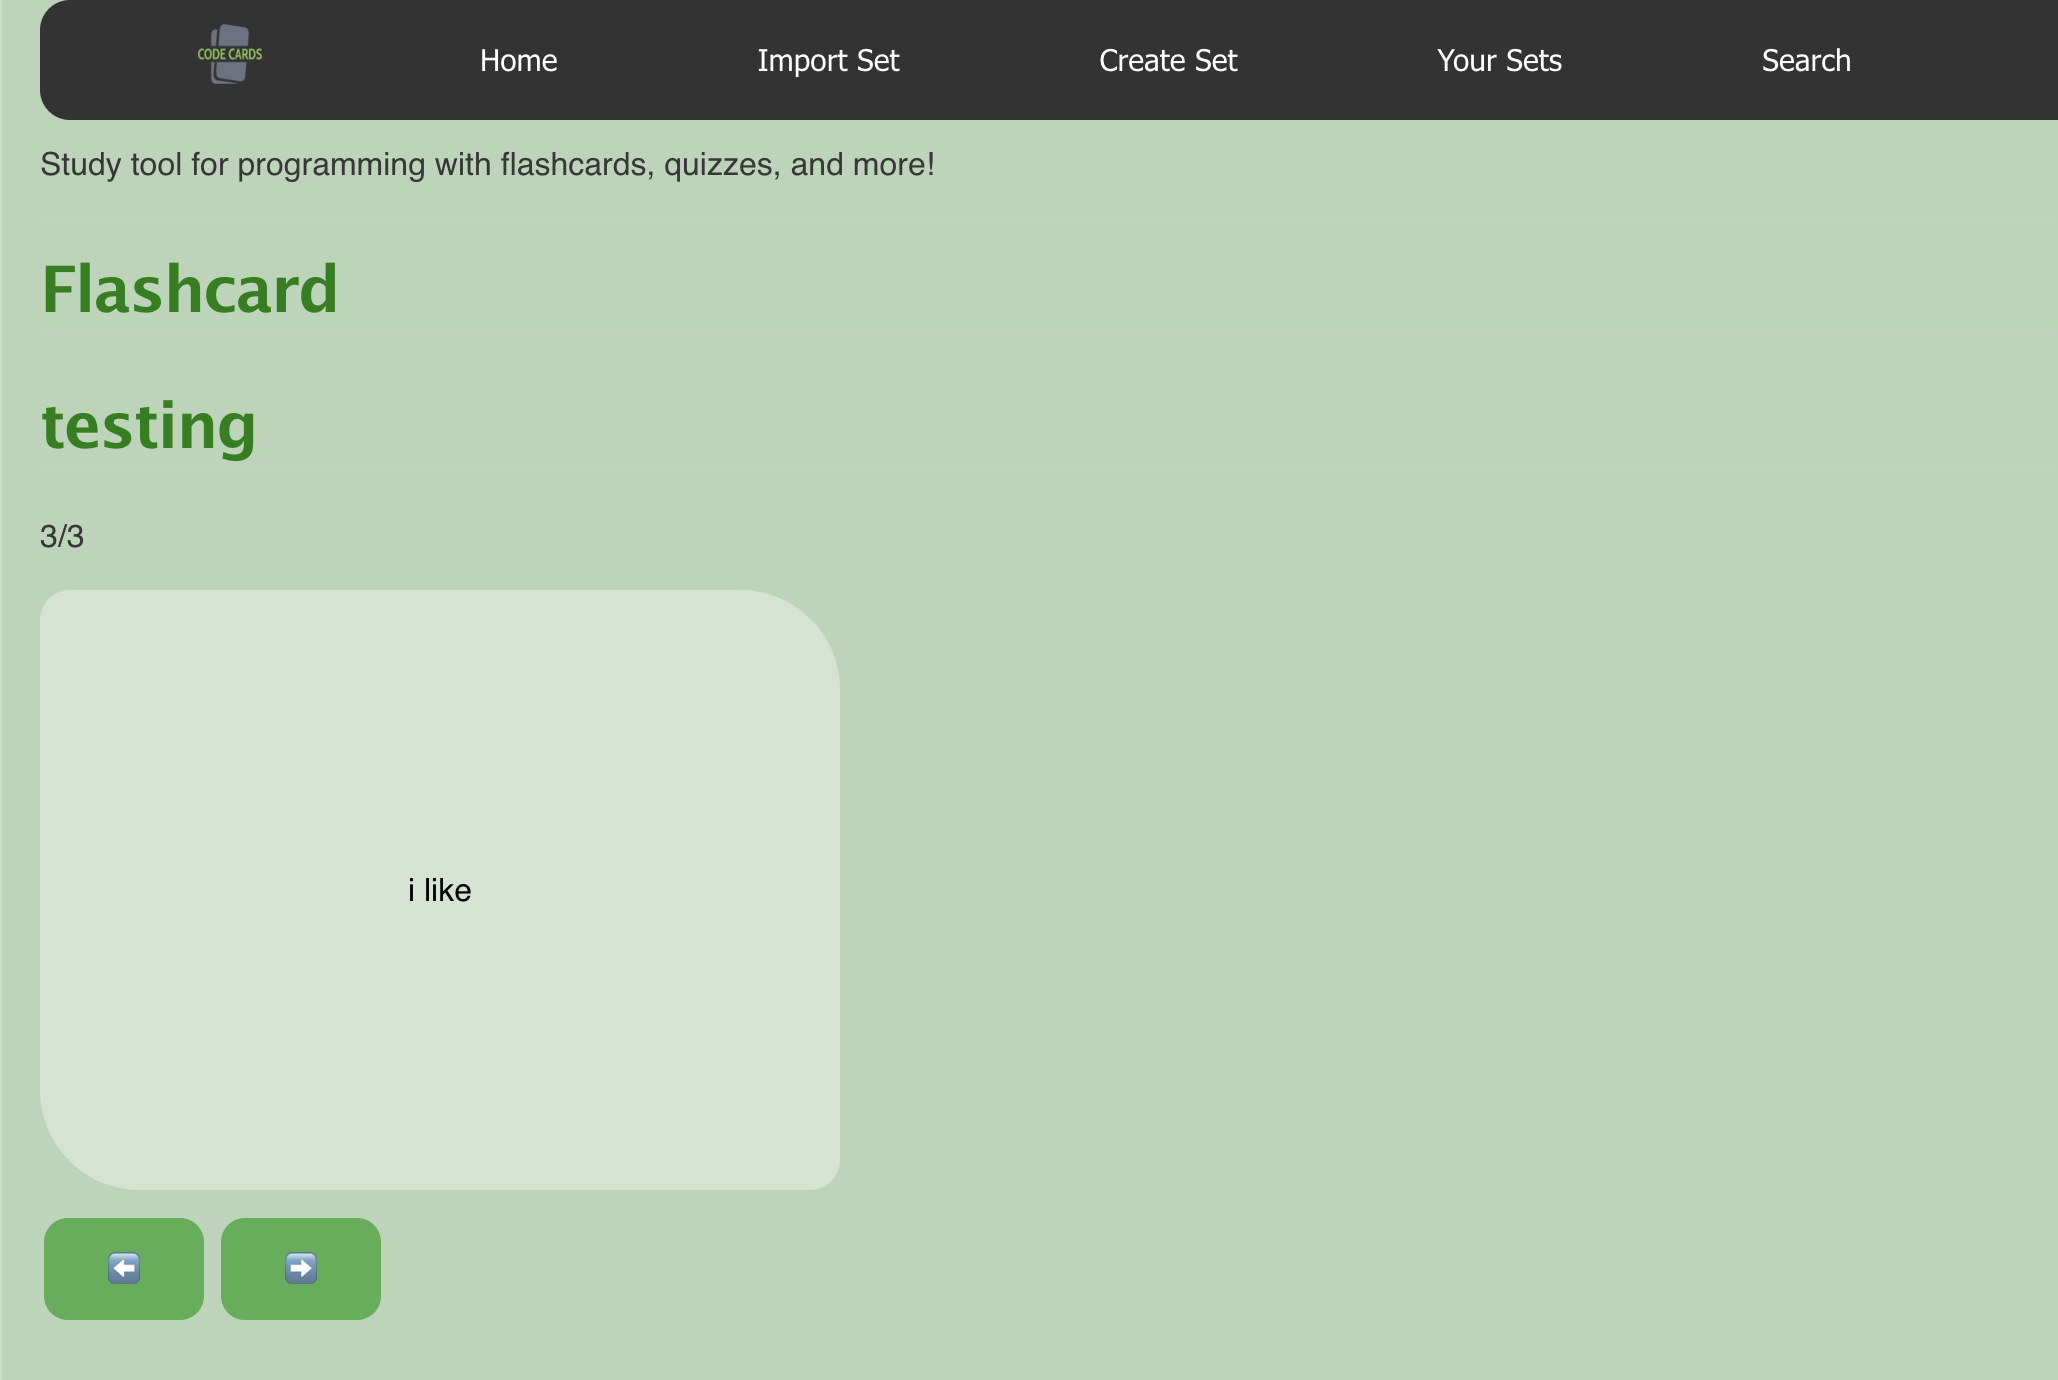 CODE CARDS
Home
Import Set
Create Set
Your Sets
Search
Study tool for programming with flashcards, quizzes, and more!
Flashcard
testing
3/3
i like
⬅️ ➡️